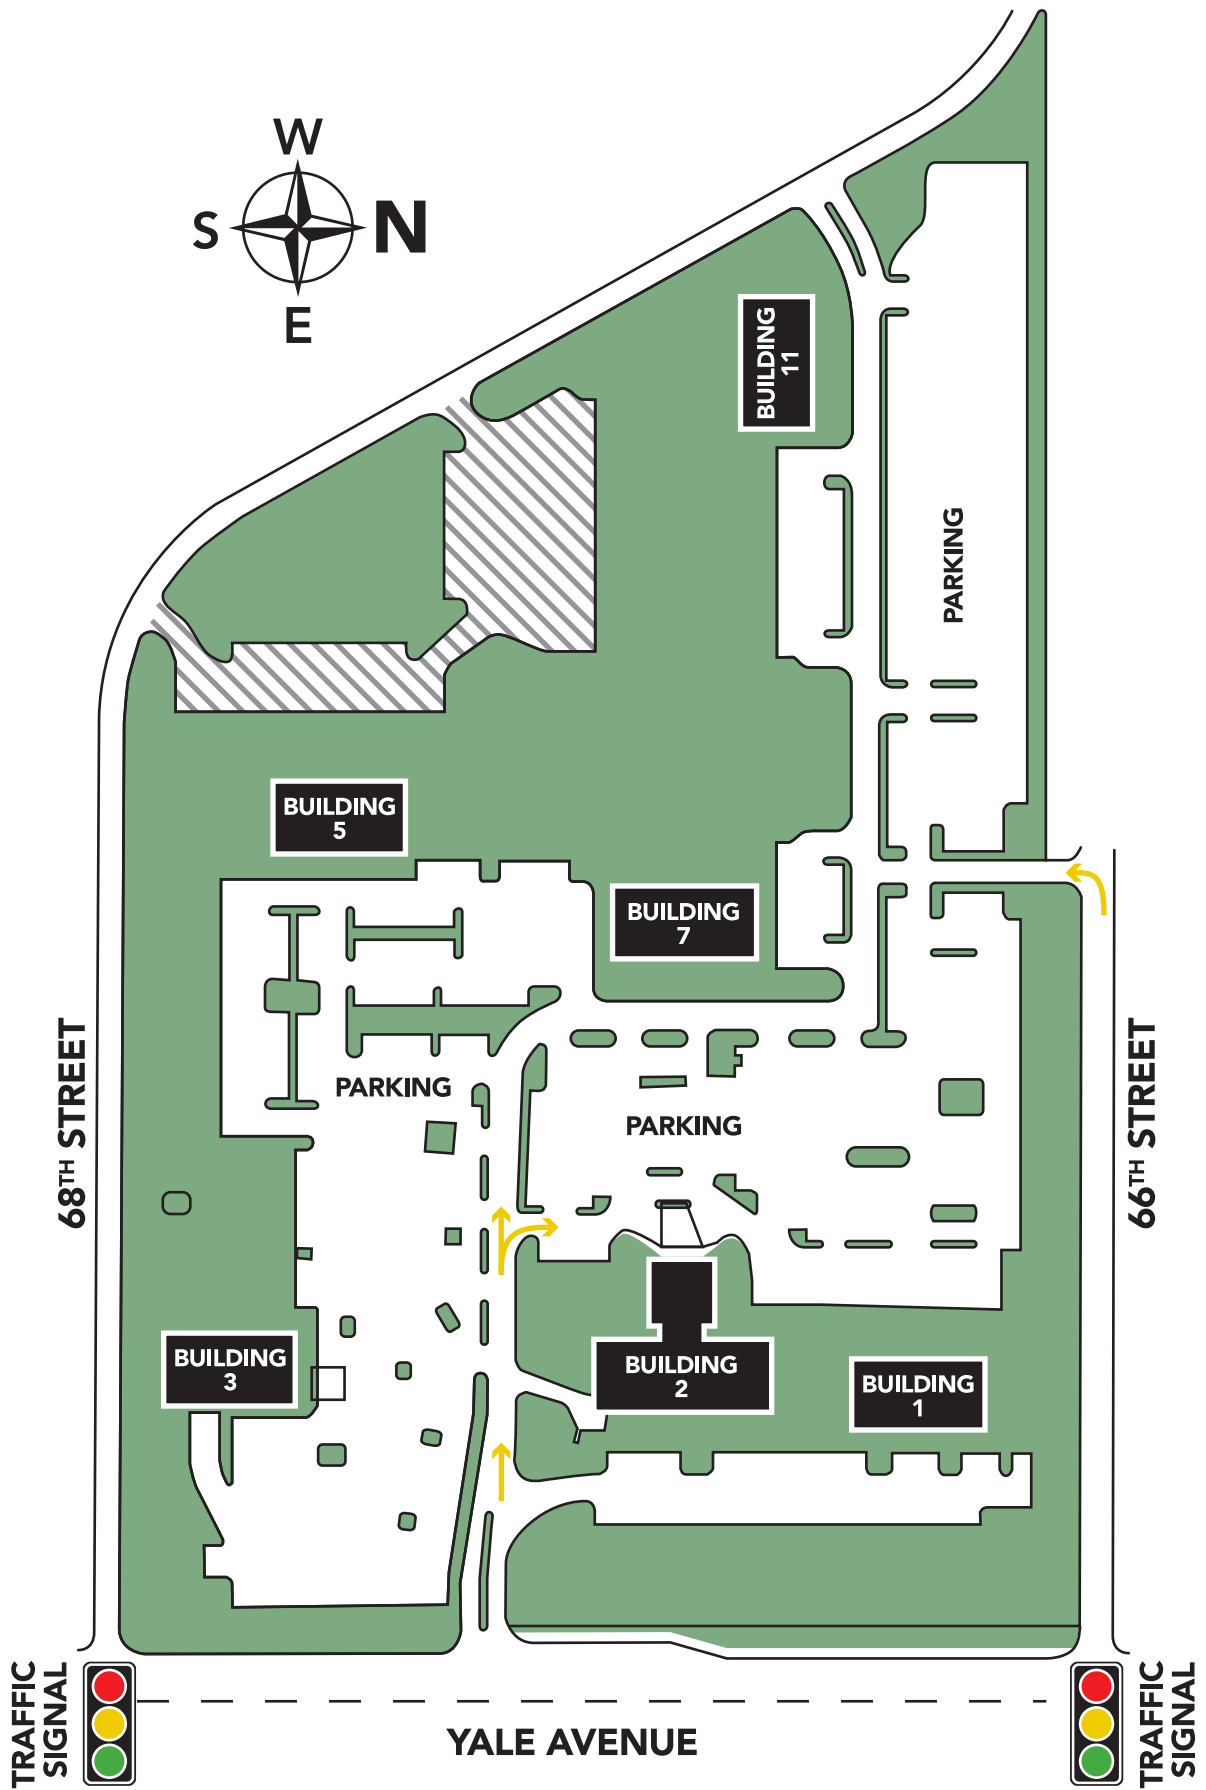 W
S
N
E
BUILDING
11
PARKING
BUILDING
5
BUILDING
7
68TH STREET
PARKING
PARKING
66TH STREET
BUILDING
3
BUILDING
2
BUILDING
1
TRAFFIC
SIGNAL
YALE AVENUE
TRAFFIC
SIGNAL